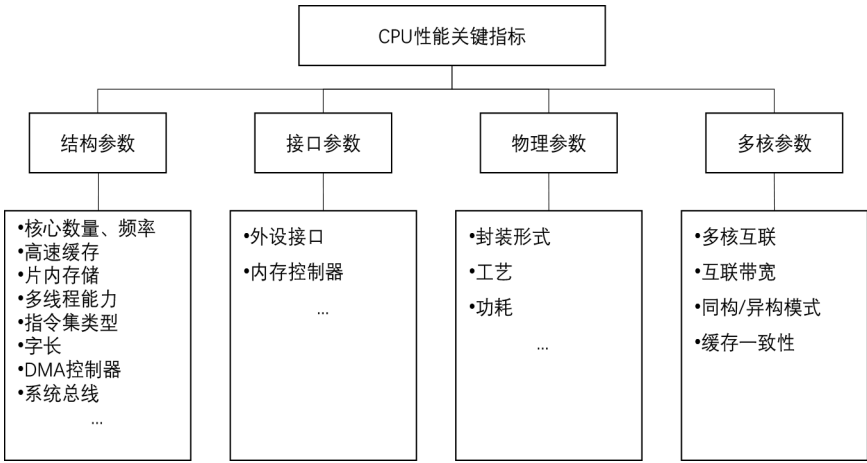 CPU性能关键指标
结构参数
接口参数
物理参数
多核参数
•核心数量、频率
•高速缓存
•片内存储
•多线程能力
•指令集类型
•字长
•DMA控制器
•系统总线
...
•外设接口
•内存控制器
...
•封装形式
•工艺
•功耗
...
•多核互联
•互联带宽
•同构/异构模式
•缓存一致性